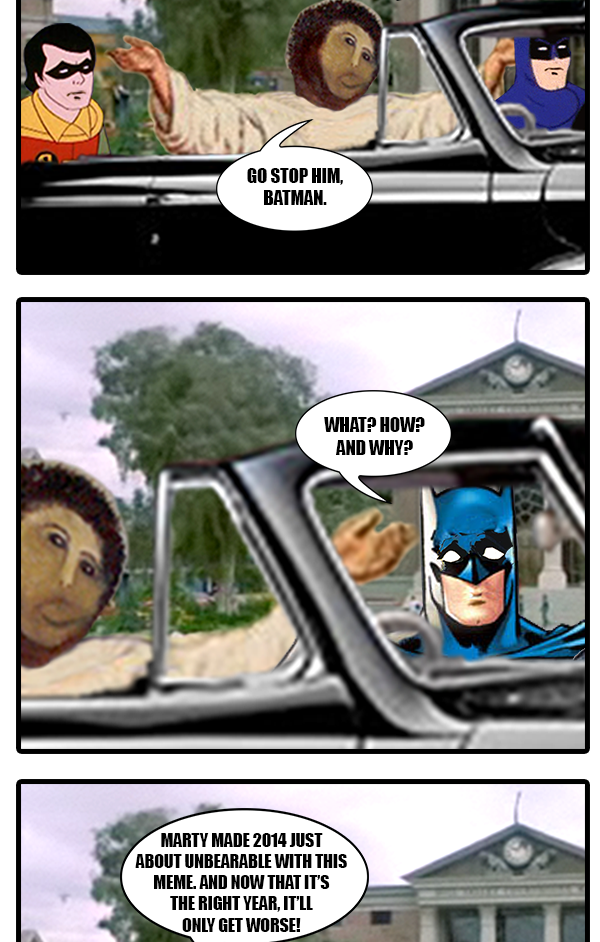 GO STOP HIM,
BATMAN.
WHAT? HOW?
AND WHY?
MARTY MADE 2014 JUST
ABOUT UNBEARABLE WITH THIS
MEME. AND NOW THAT IT'S
THE RIGHT YEAR, IT'LL
ONLY GET WORSE!